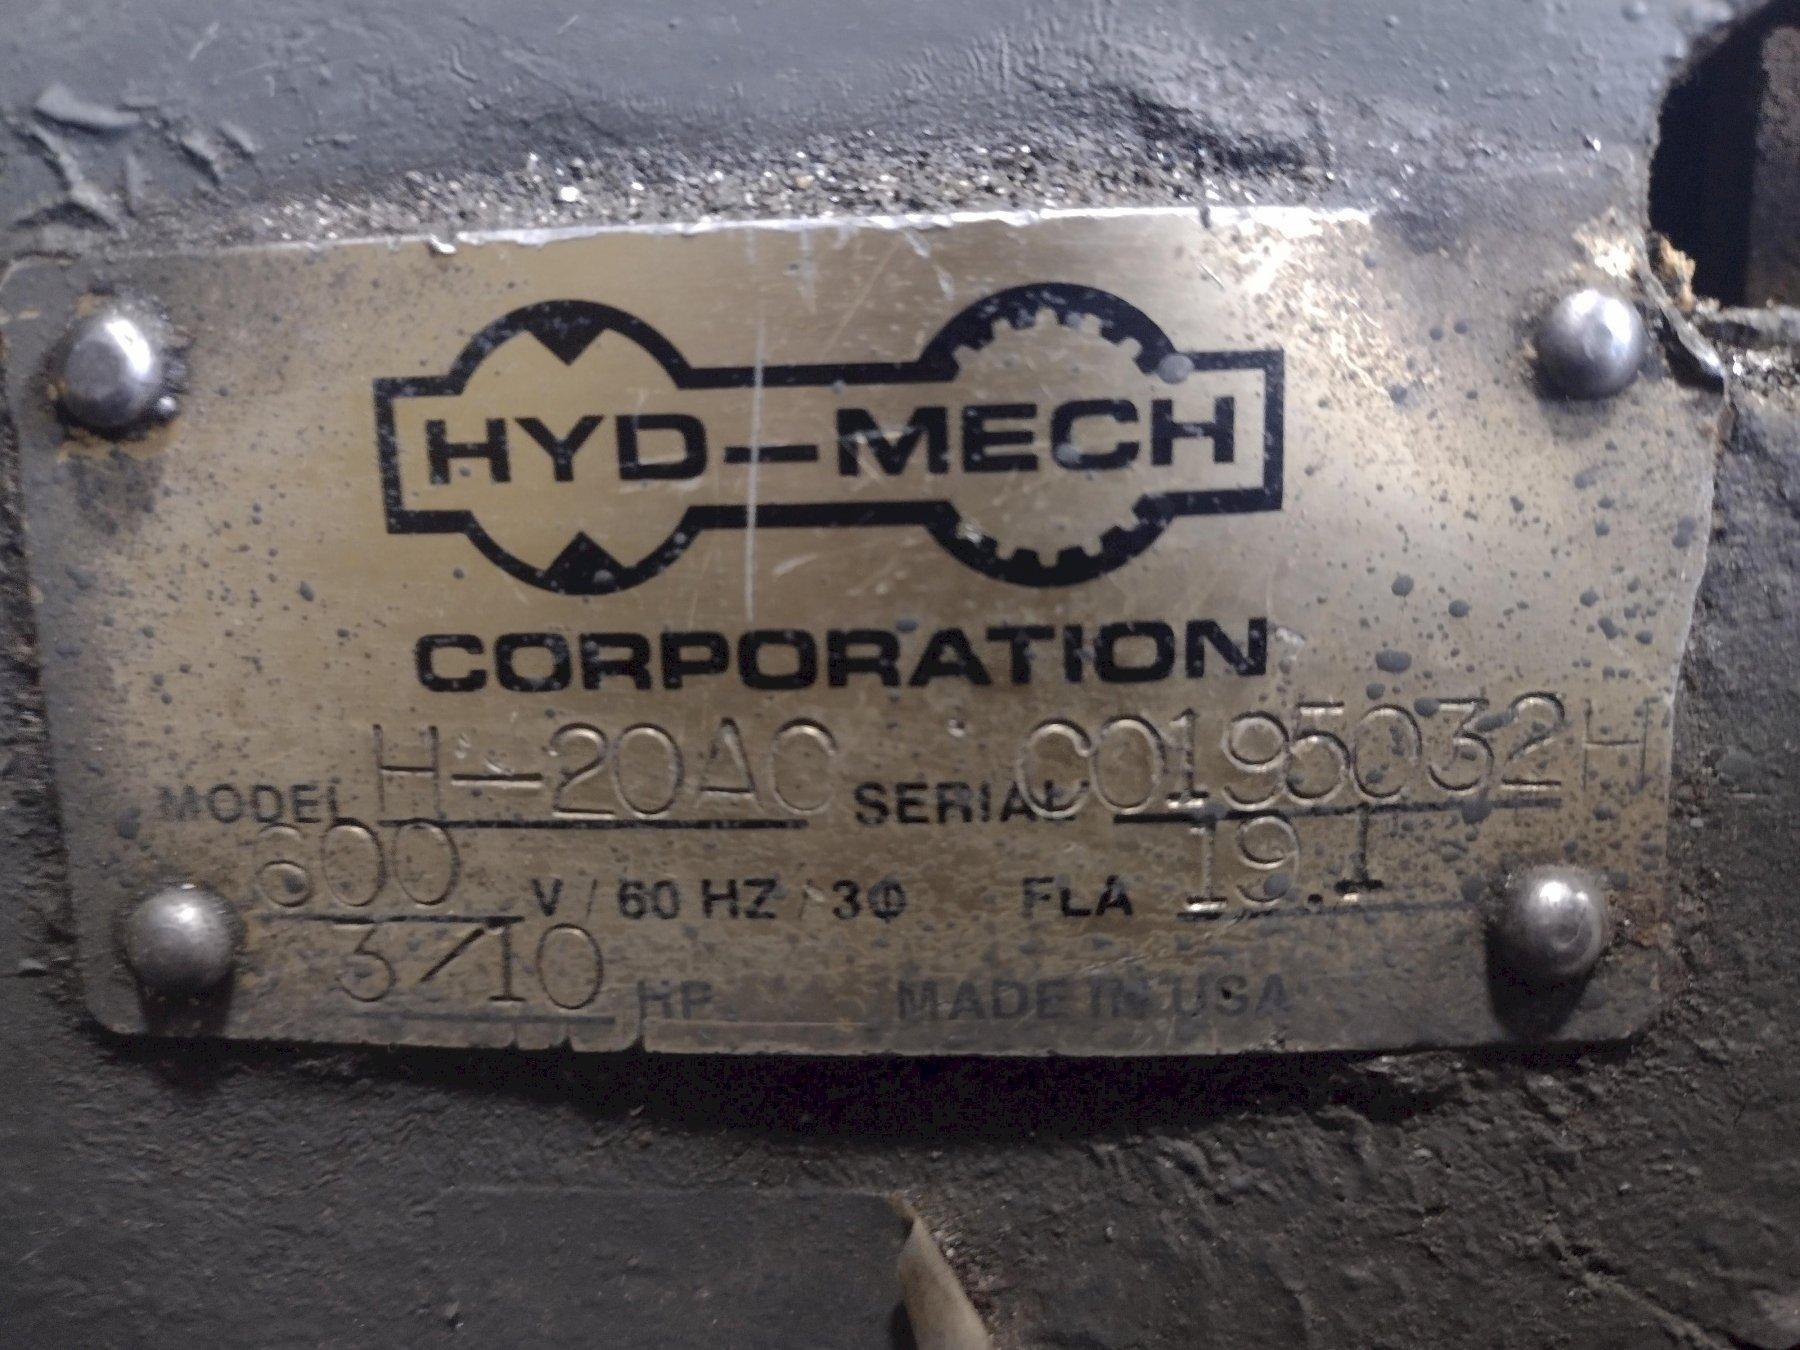 HYD-MECH
CORPORATION
MODEL H-20AC SERIAL C0195032H
600 V / 60 HZ / 3Φ FLA 19.1
3/10 HP MADE IN USA